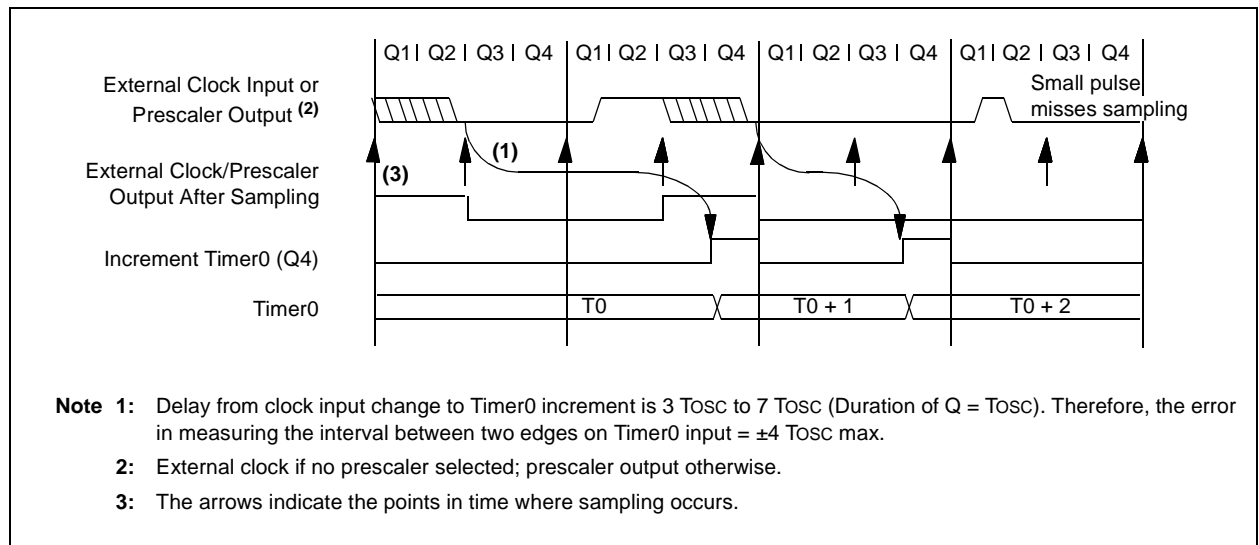 Q1 | Q2 | Q3 | Q4 Q1 | Q2 | Q3 | Q4 Q1 | Q2 | Q3 | Q4 Q1 | Q2 | Q3 | Q4
External Clock Input or
Prescaler Output (2)
Small pulse
misses sampling
(1)
External Clock/Prescaler
Output After Sampling
(3)
Increment Timer0 (Q4)
Timer0
T0 T0 + 1 T0 + 2
Note 1: Delay from clock input change to Timer0 increment is 3 TOSC to 7 TOSC (Duration of Q = TOSC). Therefore, the error
in measuring the interval between two edges on Timer0 input = ±4 TOSC max.
2: External clock if no prescaler selected; prescaler output otherwise.
3: The arrows indicate the points in time where sampling occurs.